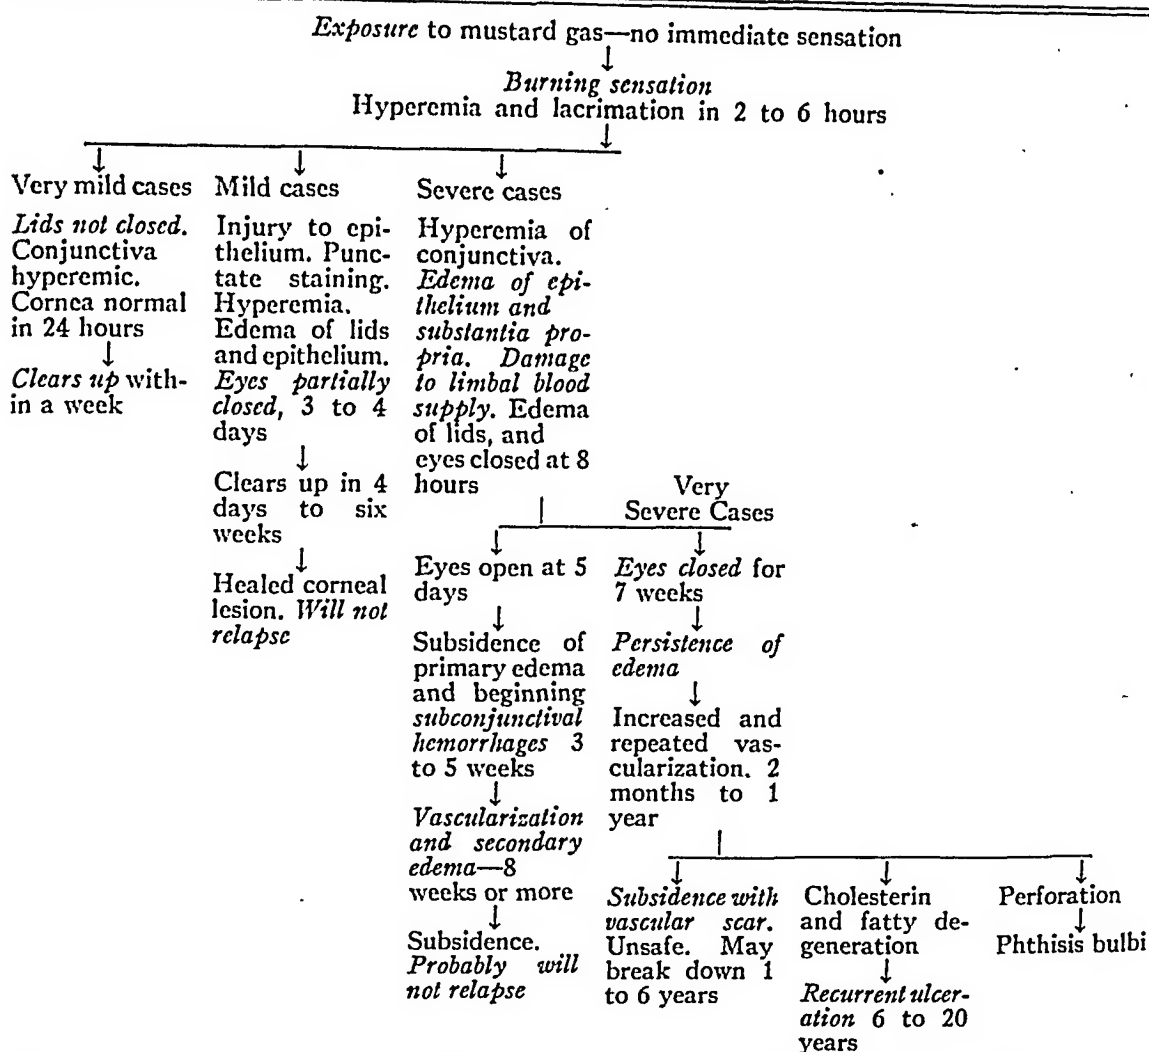 Exposure to mustard gas—no immediate sensation
↓
Burning sensation
Hyperemia and lacrimation in 2 to 6 hours
↓
↓
Very mild cases
Lids not closed.
Conjunctiva
hyperemic.
Cornea normal
in 24 hours
↓
Clears up with-
in a week
↓
Mild cases
Injury to epi-
thelium. Punc-
tate staining.
Hyperemia.
Edema of lids
and epithelium.
Eyes partially
closed, 3 to 4
days
↓
Clears up in 4
days to six
weeks
↓
Healed corneal
lesion. Will not
relapse
↓
Severe cases
Hyperemia of
conjunctiva.
Edema of epi-
thelium and
substantia pro-
pria. Damage
to limbal blood
supply. Edema
of lids, and
eyes closed at 8
hours
↓
Eyes open at 5
days
↓
Subsidence of
primary edema
and beginning
subconjunctival
hemorrhages 3
to 5 weeks
↓
Vascularization
and secondary
edema—8
weeks or more
↓
Subsidence.
Probably will
not relapse
Very
Severe Cases
↓
Eyes closed for
7 weeks
↓
Persistence of
edema
↓
Increased and
repeated vas-
cularization. 2
months to 1
year
↓
Subsidence with
vascular scar.
Unsafe. May
break down 1
to 6 years
↓
Cholesterin
and fatty de-
generation
↓
Recurrent ulcer-
ation 6 to 20
years
↓
Perforation
↓
Phthisis bulbi